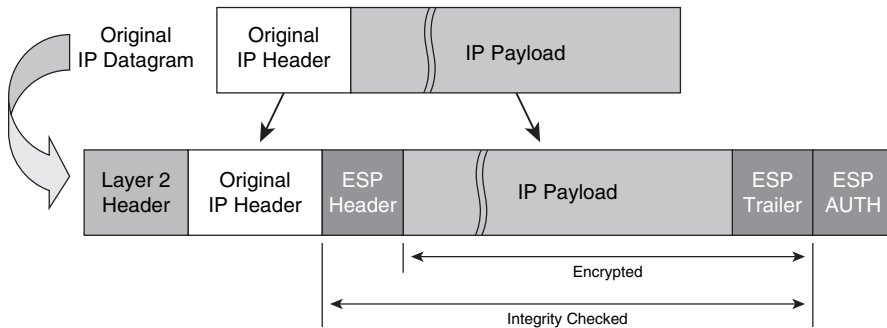 Original
IP Datagram
Original
IP Header
IP Payload
Layer 2
Header
Original
IP Header
ESP
Header
IP Payload
ESP
Trailer
ESP
AUTH
Encrypted
Integrity Checked